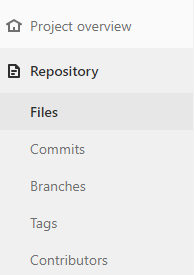 Project overview
Repository
Files
Commits
Branches
Tags
Contributors